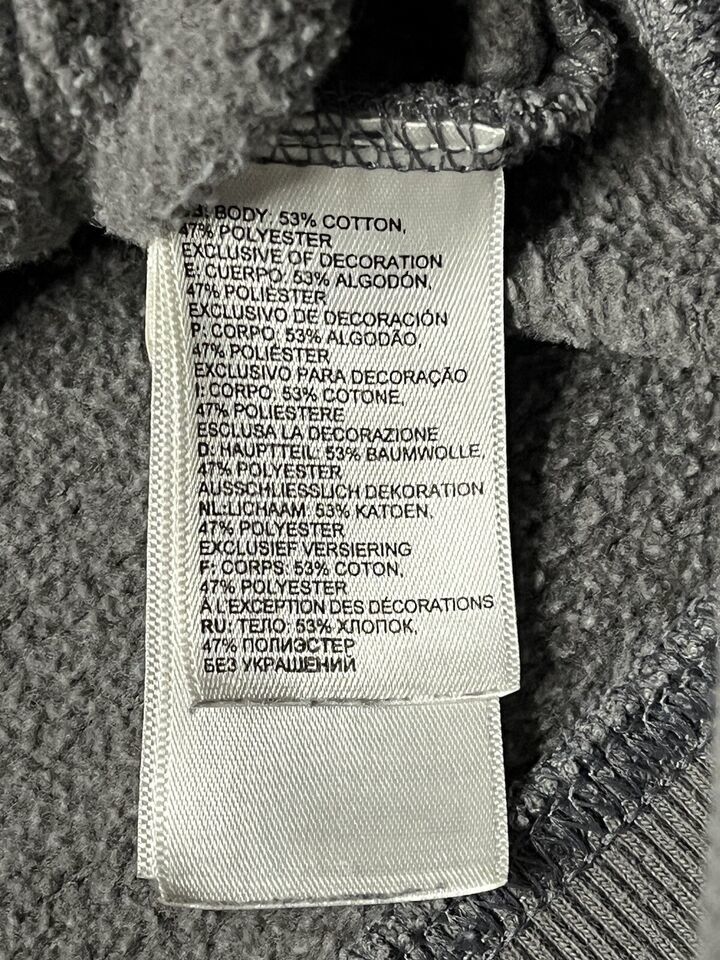 BODY: 53% COTTON,
47% POLYESTER
EXCLUSIVE OF DECORATION
E: CUERPO: 53% ALGODÓN,
47% POLIÉSTER
EXCLUSIVO DE DECORACIÓN
P: CORPO: 53% ALGODÃO,
47% POLIÉSTER
EXCLUSIVO PARA DECORAÇÃO
I: CORPO: 53% COTONE,
47% POLIESTERE
ESCLUSA LA DECORAZIONE
D: HAUPTTEIL: 53% BAUMWOLLE,
47% POLYESTER
AUSSCHLIESSLICH DEKORATION
NL:LICHAAM: 53% KATOEN,
47% POLYESTER
EXCLUSIEF VERSIERING
F: CORPS: 53% COTON,
47% POLYESTER
À L'EXCEPTION DES DÉCORATIONS
RU: ТЕЛО: 53% ХЛОПОК,
47% ПОЛИЭСТЕР
БЕЗ УКРАШЕНИЙ